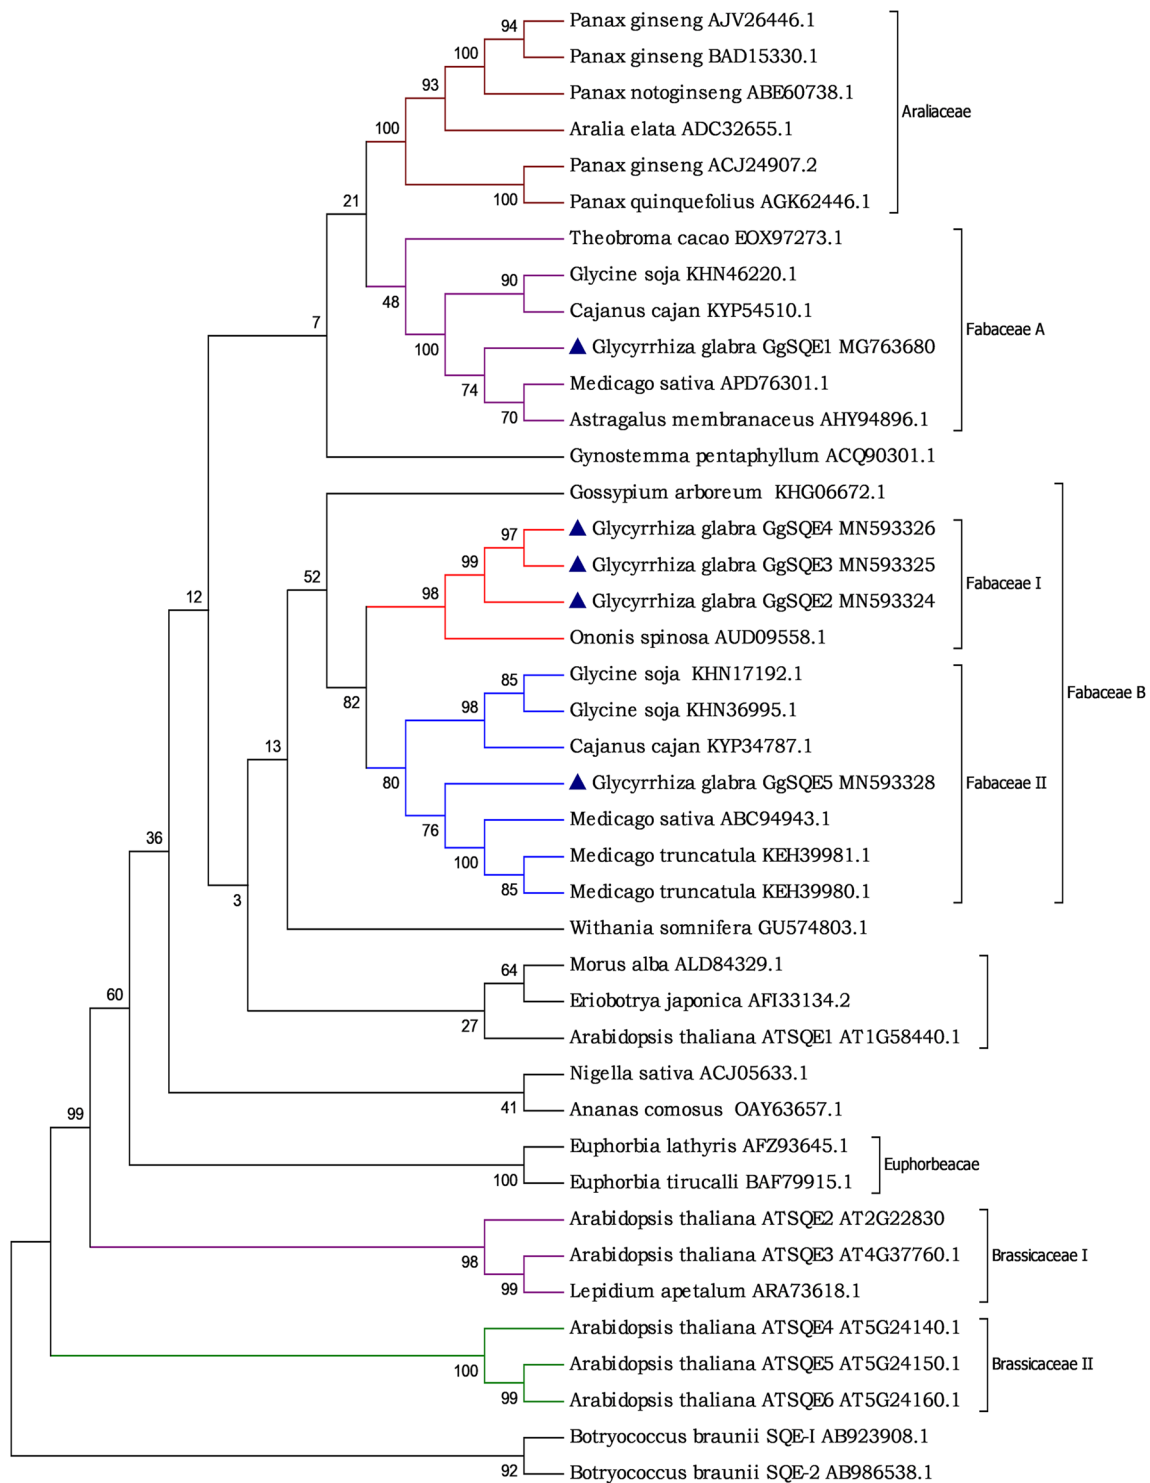 94
Panax ginseng AJV26446.1
Panax ginseng BAD15330.1
100
Panax notoginseng ABE60738.1
93
Aralia elata ADC32655.1
Araliaceae
100
Panax ginseng ACJ24907.2
100
Panax quinquefolius AGK62446.1
21
Theobroma cacao EOX97273.1
48
90
Glycine soja KHN46220.1
Cajanus cajan KYP54510.1
Fabaceae A
7
100
Glycyrrhiza glabra GgSQE1 MG763680
74
Medicago sativa APD76301.1
70
Astragalus membranaceus AHY94896.1
Gynostemma pentaphyllum ACQ90301.1
Gossypium arboreum KHG06672.1
97
Glycyrrhiza glabra GgSQE4 MN593326
99
Glycyrrhiza glabra GgSQE3 MN593325
52
98
Glycyrrhiza glabra GgSQE2 MN593324
Fabaceae I
12
Ononis spinosa AUD09558.1
82
85
Glycine soja KHN17192.1
98
Glycine soja KHN36995.1
Fabaceae B
13
Cajanus cajan KYP34787.1
80
Glycyrrhiza glabra GgSQE5 MN593328
Fabaceae II
76
Medicago sativa ABC94943.1
36
100
Medicago truncatula KEH39981.1
85
Medicago truncatula KEH39980.1
3
Withania somnifera GU574803.1
64
Morus alba ALD84329.1
60
Eriobotrya japonica AFI33134.2
27
Arabidopsis thaliana ATSQE1 AT1G58440.1
Nigella sativa ACJ05633.1
41
Ananas comosus OAY63657.1
99
Euphorbia lathyris AFZ93645.1
Euphorbeacae
100
Euphorbia tirucalli BAF79915.1
Arabidopsis thaliana ATSQE2 AT2G22830
98
Arabidopsis thaliana ATSQE3 AT4G37760.1
Brassicaceae I
99
Lepidium apetalum ARA73618.1
Arabidopsis thaliana ATSQE4 AT5G24140.1
100
Arabidopsis thaliana ATSQE5 AT5G24150.1
Brassicaceae II
99
Arabidopsis thaliana ATSQE6 AT5G24160.1
Botryococcus braunii SQE-I AB923908.1
92
Botryococcus braunii SQE-2 AB986538.1